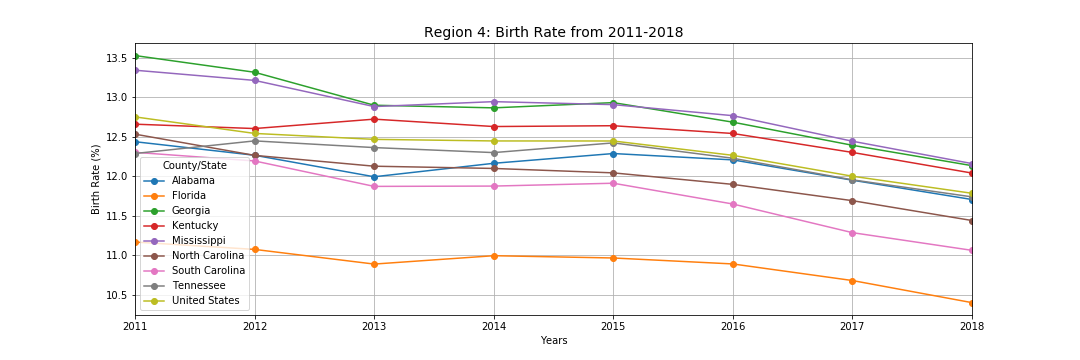 Region 4: Birth Rate from 2011-2018
13.5
13.0
12.5
12.0
11.5
11.0
10.5
Birth Rate (%)
County/State
Alabama
Florida
Georgia
Kentucky
Mississippi
North Carolina
South Carolina
Tennessee
United States
2011 2012 2013 2014 2015 2016 2017 2018
Years